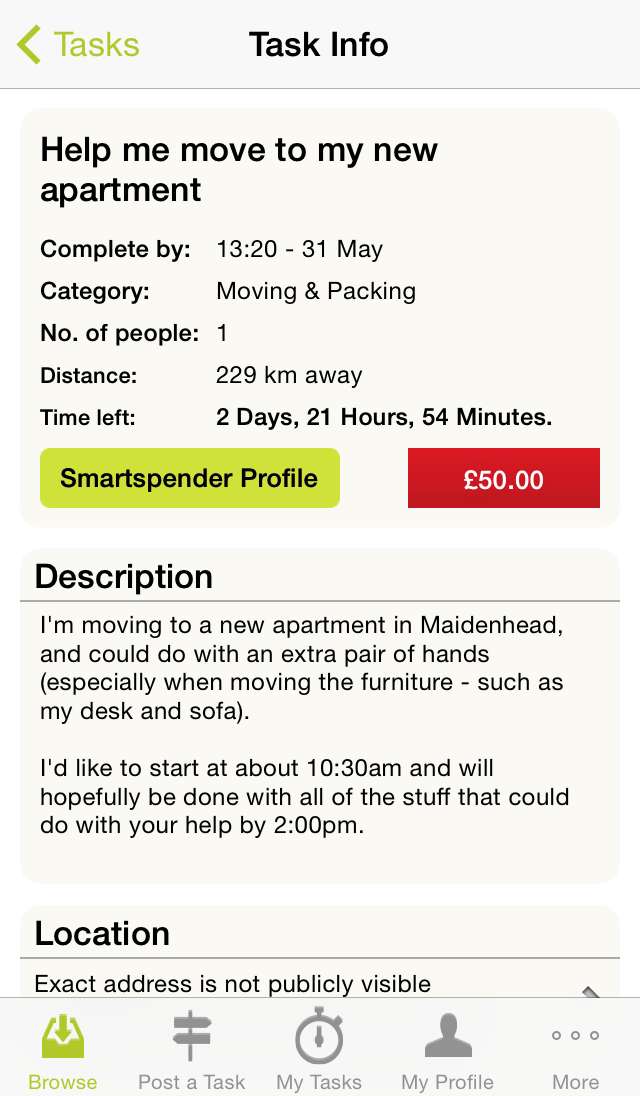 Tasks
Task Info
Help me move to my new
apartment
Complete by: 13:20 - 31 May
Category: Moving & Packing
No. of people: 1
Distance: 229 km away
Time left: 2 Days, 21 Hours, 54 Minutes.
Smartspender Profile
£50.00
Description
I'm moving to a new apartment in Maidenhead,
and could do with an extra pair of hands
(especially when moving the furniture - such as
my desk and sofa).
I'd like to start at about 10:30am and will
hopefully be done with all of the stuff that could
do with your help by 2:00pm.
Location
Exact address is not publicly visible
Browse
Post a Task
My Tasks
My Profile
More